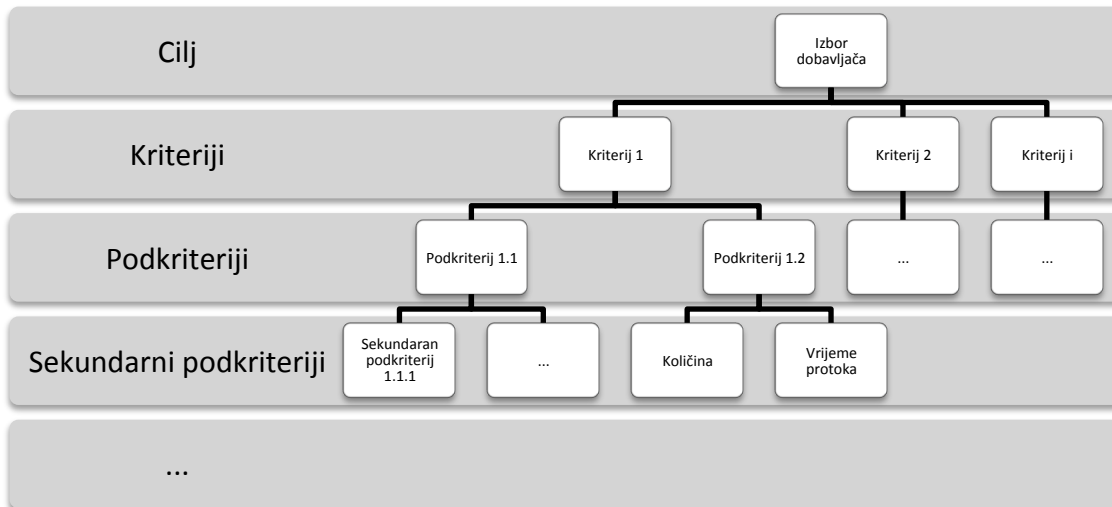 Cilj
Izbor
dobavljača
Kriteriji
Kriterij 1
Kriterij 2
Kriterij i
Podkriteriji
Podkriterij 1.1
Podkriterij 1.2
...
...
Sekundarni podkriteriji
Sekundaran
podkriterij
1.1.1
...
Količina
Vrijeme
protoka
...